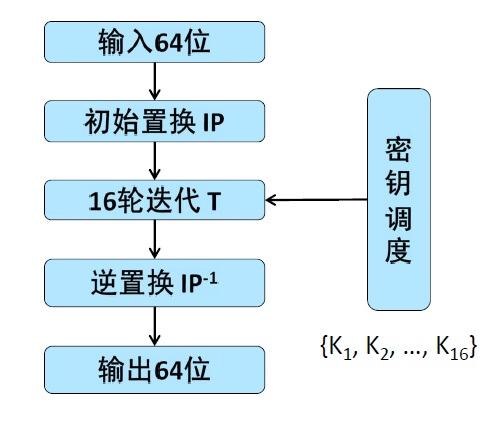 输入64位
初始置换 IP
16轮迭代 T
逆置换 IP⁻¹
输出64位
密钥调度
{K₁, K₂, ..., K₁₆}